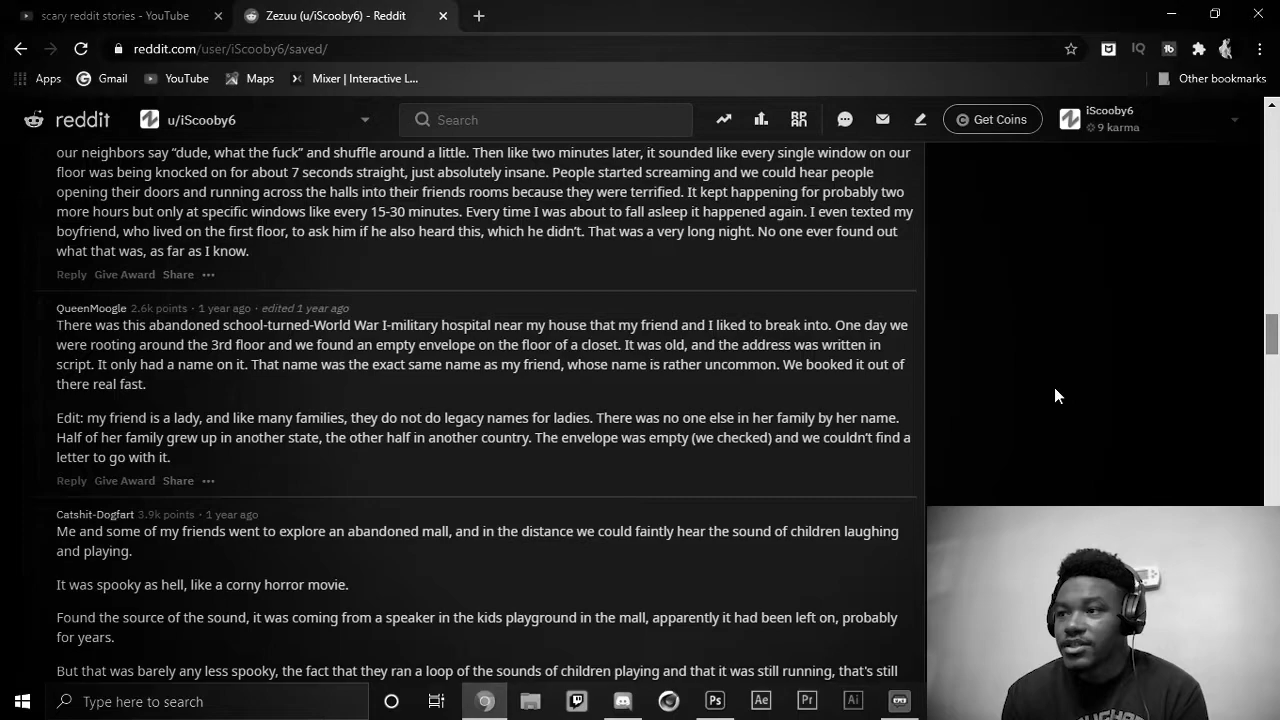 scary reddit stories - YouTube
Zezuu (u/iScooby6) - Reddit
reddit.com/user/iScooby6/saved/
IQ
Apps
Gmail
YouTube
Maps
Mixer | Interactive L...
Other bookmarks
reddit
u/iScooby6
Search
Get Coins
iScooby6
9 karma
our neighbors say “dude, what the fuck” and shuffle around a little. Then like two minutes later, it sounded like every single window on our
floor was being knocked on for about 7 seconds straight, just absolutely insane. People started screaming and we could hear people
opening their doors and running across the halls into their friends rooms because they were terrified. It kept happening for probably two
more hours but only at specific windows like every 15-30 minutes. Every time I was about to fall asleep it happened again. I even texted my
boyfriend, who lived on the first floor, to ask him if he also heard this, which he didn’t. That was a very long night. No one ever found out
what that was, as far as I know.
Reply Give Award Share •••
QueenMoogle 2.6k points · 1 year ago · edited 1 year ago
There was this abandoned school-turned-World War I-military hospital near my house that my friend and I liked to break into. One day we
were rooting around the 3rd floor and we found an empty envelope on the floor of a closet. It was old, and the address was written in
script. It only had a name on it. That name was the exact same name as my friend, whose name is rather uncommon. We booked it out of
there real fast.
Edit: my friend is a lady, and like many families, they do not do legacy names for ladies. There was no one else in her family by her name.
Half of her family grew up in another state, the other half in another country. The envelope was empty (we checked) and we couldn’t find a
letter to go with it.
Reply Give Award Share •••
Catshit-Dogfart 3.9k points · 1 year ago
Me and some of my friends went to explore an abandoned mall, and in the distance we could faintly hear the sound of children laughing
and playing.
It was spooky as hell, like a corny horror movie.
Found the source of the sound, it was coming from a speaker in the kids playground in the mall, apparently it had been left on, probably
for years.
But that was barely any less spooky, the fact that they ran a loop of the sounds of children playing and that it was still running, that's still
Type here to search
Ps
Ae
Pr
Ai